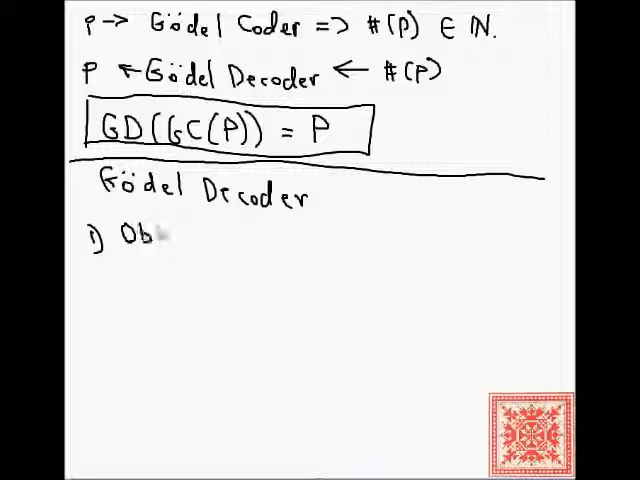 P -> Gödel Coder => #(P) ∈ N.
P <- Gödel Decoder <- #(P)
GD(GC(P)) = P
Gödel Decoder
1) Ob